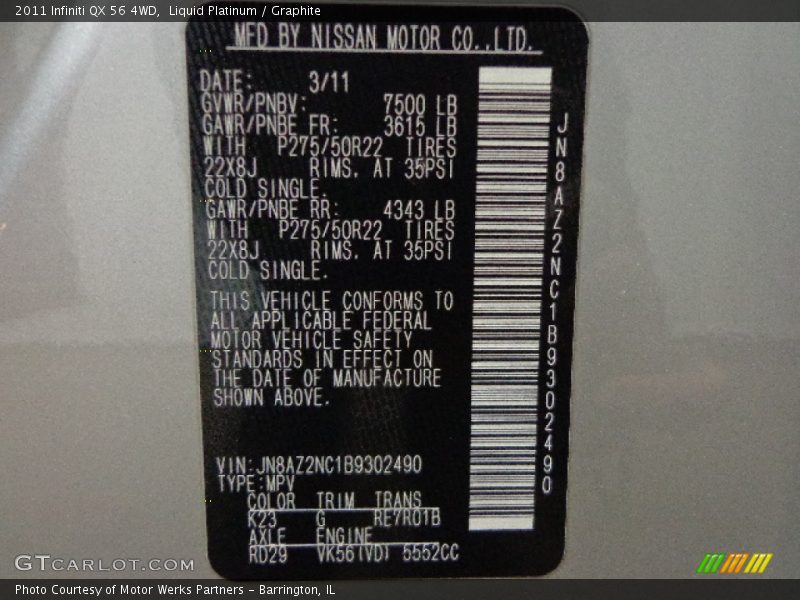 2011 Infiniti QX 56 4WD,  Liquid Platinum / Graphite
MFD BY NISSAN MOTOR CO.,LTD.
DATE: 3/11
GVWR/PNBV: 7500 LB
GAWR/PNBE FR: 3615 LB
WITH P275/50R22 TIRES
22X8J RIMS. AT 35PSI
COLD SINGLE.
GAWR/PNBE RR: 4343 LB
WITH P275/50R22 TIRES
22X8J RIMS. AT 35PSI
COLD SINGLE.
THIS VEHICLE CONFORMS TO
ALL APPLICABLE FEDERAL
MOTOR VEHICLE SAFETY
STANDARDS IN EFFECT ON
THE DATE OF MANUFACTURE
SHOWN ABOVE.
VIN:JN8AZ2NC1B9302490
TYPE:MPV
COLOR TRIM TRANS
K23 G RE7R01B
AXLE ENGINE
RD29 VK56(VD) 5552CC
JN8AZ2NC1B9302490
GTCARLOT.COM
Photo Courtesy of Motor Werks Partners - Barrington, IL